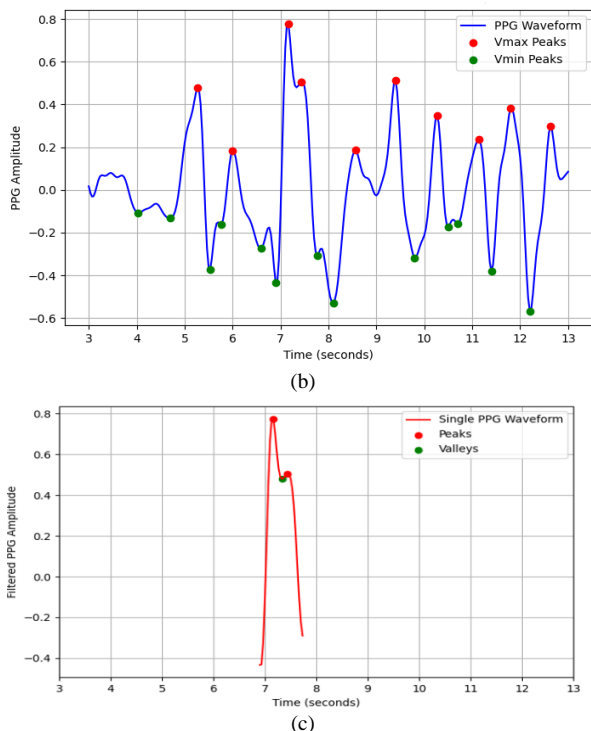 0.8
0.6
0.4
0.2
0.0
−0.2
−0.4
−0.6
PPG Amplitude
PPG Waveform
Vmax Peaks
Vmin Peaks
3 4 5 6 7 8 9 10 11 12 13
Time (seconds)
(b)
0.8
0.6
0.4
0.2
0.0
−0.2
−0.4
Filtered PPG Amplitude
Single PPG Waveform
Peaks
Valleys
3 4 5 6 7 8 9 10 11 12 13
Time (seconds)
(c)